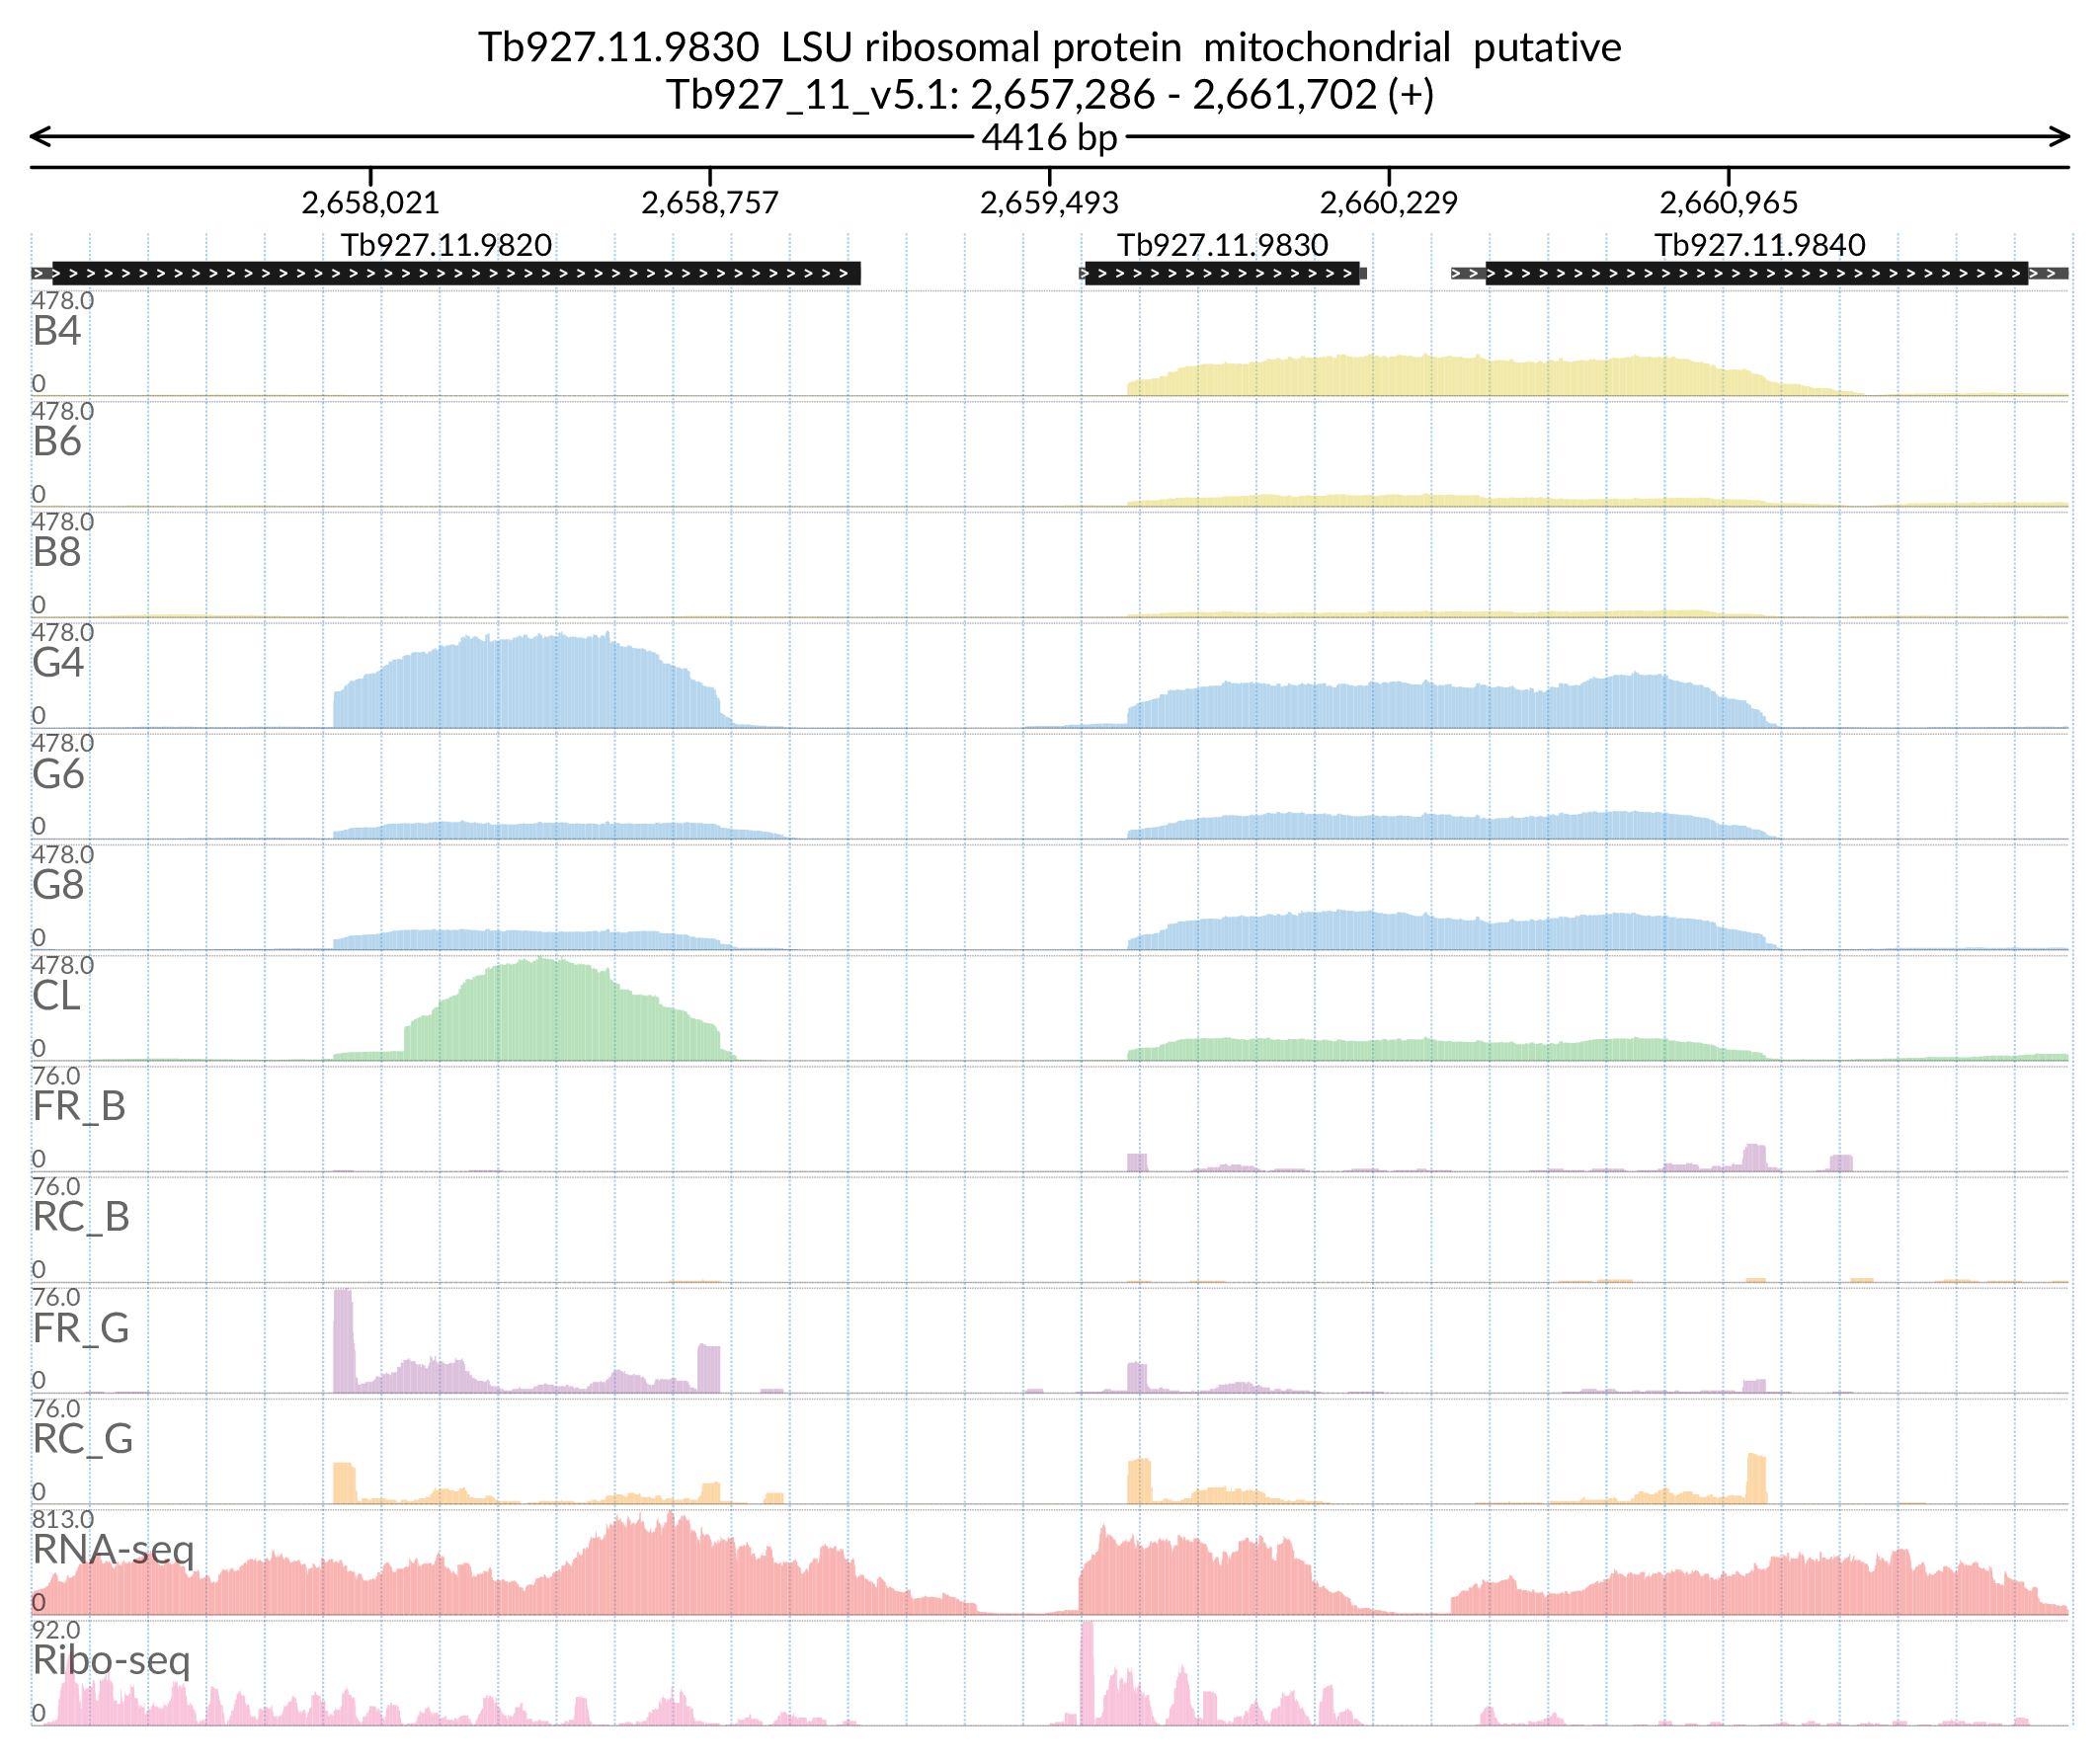 Tb927.11.9830 LSU ribosomal protein mitochondrial putative
Tb927_11_v5.1: 2,657,286 - 2,661,702 (+)
4416 bp
2,658,021 2,658,757 2,659,493 2,660,229 2,660,965
Tb927.11.9820 Tb927.11.9830 Tb927.11.9840
478.0
B4
0
478.0
B6
0
478.0
B8
0
478.0
G4
0
478.0
G6
0
478.0
G8
0
478.0
CL
0
76.0
FR_B
0
76.0
RC_B
0
76.0
FR_G
0
76.0
RC_G
0
813.0
RNA-seq
0
92.0
Ribo-seq
0